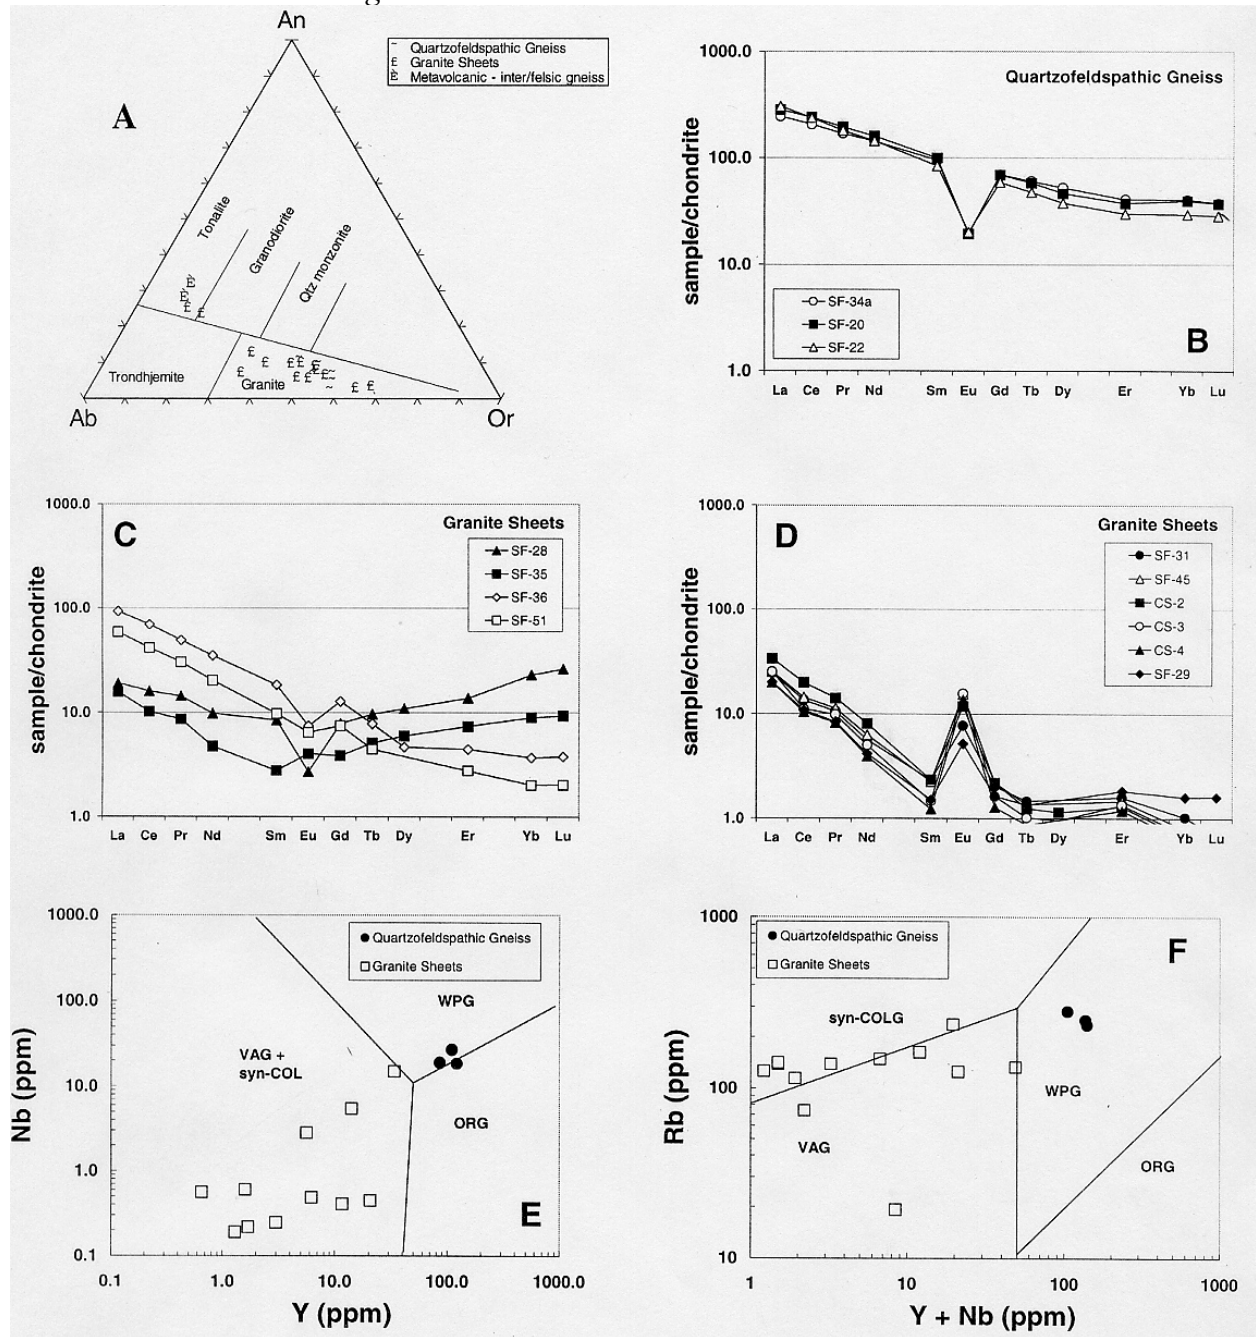 An
~ Quartzofeldspathic Gneiss
£ Granite Sheets
È Metavolcanic - inter/felsic gneiss
A
Tonalite
Granodiorite
Qtz monzonite
Trondhjemite
Granite
Ab
Or
1000.0
Quartzofeldspathic Gneiss
100.0
sample/chondrite
10.0
SF-34a
SF-20
SF-22
B
1.0
La Ce Pr Nd Sm Eu Gd Tb Dy Er Yb Lu
1000.0
Granite Sheets
C
SF-28
SF-35
SF-36
SF-51
sample/chondrite
100.0
10.0
1.0
La Ce Pr Nd Sm Eu Gd Tb Dy Er Yb Lu
1000.0
Granite Sheets
D
SF-31
SF-45
CS-2
CS-3
CS-4
SF-29
sample/chondrite
100.0
10.0
1.0
La Ce Pr Nd Sm Eu Gd Tb Dy Er Yb Lu
1000.0
Quartzofeldspathic Gneiss
Granite Sheets
100.0
WPG
VAG +
syn-COL
10.0
ORG
Nb (ppm)
1.0
E
0.1
0.1 1.0 10.0 100.0 1000.0
Y (ppm)
1000
Quartzofeldspathic Gneiss
Granite Sheets
F
syn-COLG
100
WPG
Rb (ppm)
VAG
ORG
10
1 10 100 1000
Y + Nb (ppm)